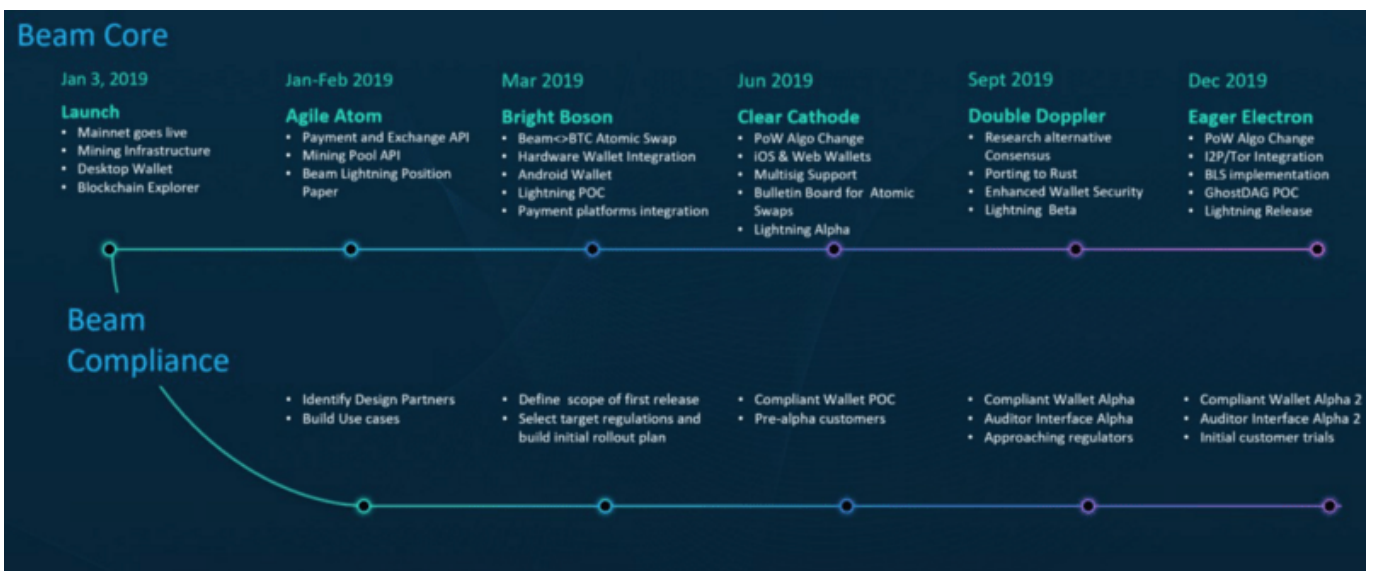 Beam Core
Jan 3, 2019
Launch
• Mainnet goes live
• Mining Infrastructure
• Desktop Wallet
• Blockchain Explorer
Jan-Feb 2019
Agile Atom
• Payment and Exchange API
• Mining Pool API
• Beam Lightning Position
Paper
Mar 2019
Bright Boson
• Beam<>BTC Atomic Swap
• Hardware Wallet Integration
• Android Wallet
• Lightning POC
• Payment platforms integration
Jun 2019
Clear Cathode
• PoW Algo Change
• iOS & Web Wallets
• Multisig Support
• Bulletin Board for Atomic
Swaps
• Lightning Alpha
Sept 2019
Double Doppler
• Research alternative
Consensus
• Porting to Rust
• Enhanced Wallet Security
• Lightning Beta
Dec 2019
Eager Electron
• PoW Algo Change
• I2P/Tor Integration
• BLS implementation
• GhostDAG POC
• Lightning Release
Beam
Compliance
• Identify Design Partners
• Build Use cases
• Define scope of first release
• Select target regulations and
build initial rollout plan
• Compliant Wallet POC
• Pre-alpha customers
• Compliant Wallet Alpha
• Auditor Interface Alpha
• Approaching regulators
• Compliant Wallet Alpha 2
• Auditor Interface Alpha 2
• Initial customer trials